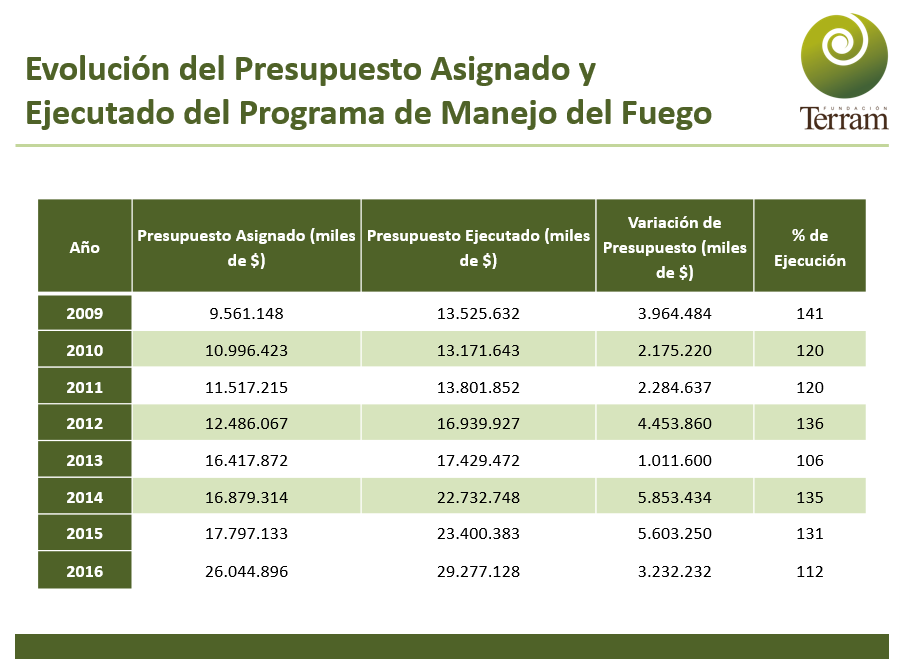 Evolución del Presupuesto Asignado y
Ejecutado del Programa de Manejo del Fuego
FUNDACIÓN
Terram
Año
Presupuesto Asignado (miles
de $)
Presupuesto Ejecutado (miles
de $)
Variación de
Presupuesto (miles
de $)
% de
Ejecución
2009 9.561.148 13.525.632 3.964.484 141
2010 10.996.423 13.171.643 2.175.220 120
2011 11.517.215 13.801.852 2.284.637 120
2012 12.486.067 16.939.927 4.453.860 136
2013 16.417.872 17.429.472 1.011.600 106
2014 16.879.314 22.732.748 5.853.434 135
2015 17.797.133 23.400.383 5.603.250 131
2016 26.044.896 29.277.128 3.232.232 112